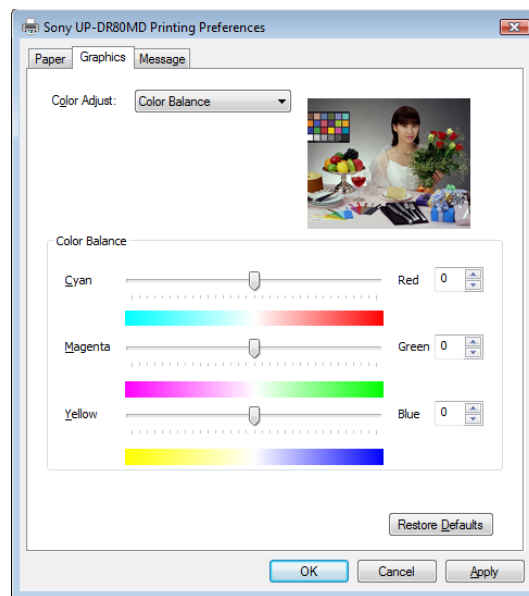 Sony UP-DR80MD Printing Preferences
Paper Graphics Message
Color Adjust: Color Balance
Color Balance
Cyan Red 0
Magenta Green 0
Yellow Blue 0
Restore Defaults
OK Cancel Apply